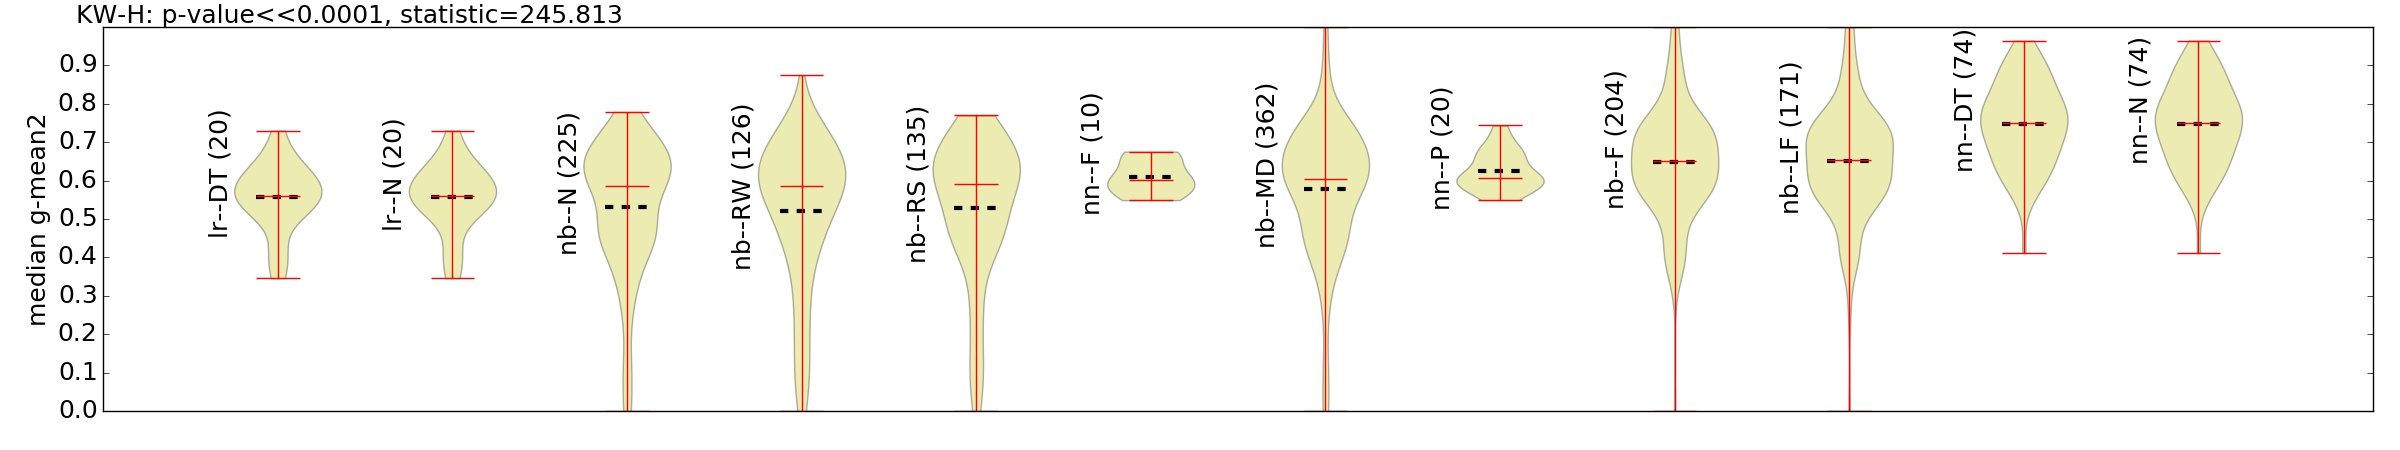 KW-H: p-value<<0.0001, statistic=245.813
median g-mean2
0.9
0.8
0.7
0.6
0.5
0.4
0.3
0.2
0.1
0.0
lr--DT (20)
lr--N (20)
nb--N (225)
nb--RW (126)
nb--RS (135)
nn--F (10)
nb--MD (362)
nn--P (20)
nb--F (204)
nb--LF (171)
nn--DT (74)
nn--N (74)